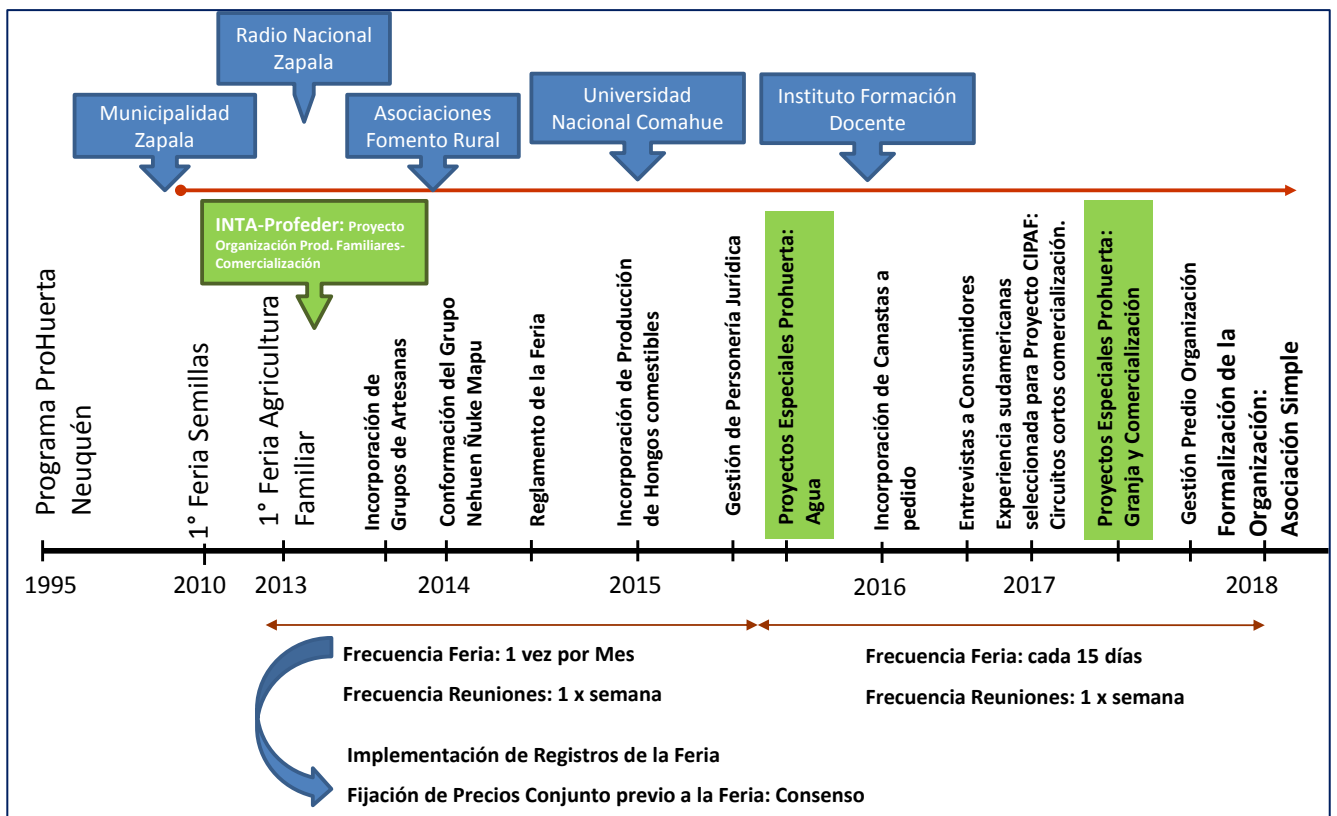 Radio Nacional
Zapala
Municipalidad
Zapala
Asociaciones
Fomento Rural
Universidad
Nacional Comahue
Instituto Formación
Docente
INTA-Profeder: Proyecto
Organización Prod. Familiares-
Comercialización
Programa ProHuerta
Neuquén
1° Feria Semillas
1° Feria Agricultura
Familiar
Incorporación de
Grupos de Artesanas
Conformación del Grupo
Nehuen Ñuke Mapu
Reglamento de la Feria
Incorporación de Producción
de Hongos comestibles
Gestión de Personería Jurídica
Proyectos Especiales Prohuerta:
Agua
Incorporación de Canastas a
pedido
Entrevistas a Consumidores
Experiencia sudamericanas
seleccionada para Proyecto CIPAF:
Circuitos cortos comercialización.
Proyectos Especiales Prohuerta:
Granja y Comercialización
Gestión Predio Organización
Formalización de la
Organización:
Asociación Simple
1995
2010
2013
2014
2015
2016
2017
2018
Frecuencia Feria: 1 vez por Mes
Frecuencia Reuniones: 1 x semana
Frecuencia Feria: cada 15 días
Frecuencia Reuniones: 1 x semana
Implementación de Registros de la Feria
Fijación de Precios Conjunto previo a la Feria: Consenso